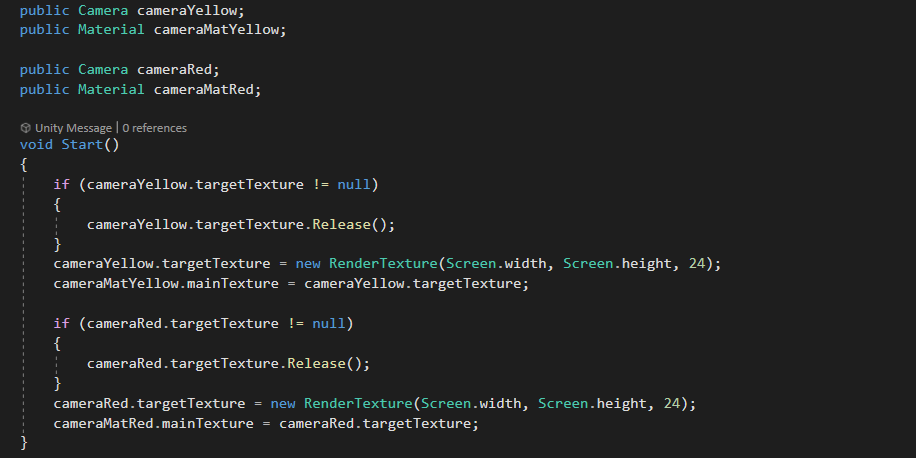 public Camera cameraYellow;
public Material cameraMatYellow;
public Camera cameraRed;
public Material cameraMatRed;
Unity Message | 0 references
void Start()
{
if (cameraYellow.targetTexture != null)
{
cameraYellow.targetTexture.Release();
}
cameraYellow.targetTexture = new RenderTexture(Screen.width, Screen.height, 24);
cameraMatYellow.mainTexture = cameraYellow.targetTexture;
if (cameraRed.targetTexture != null)
{
cameraRed.targetTexture.Release();
}
cameraRed.targetTexture = new RenderTexture(Screen.width, Screen.height, 24);
cameraMatRed.mainTexture = cameraRed.targetTexture;
}